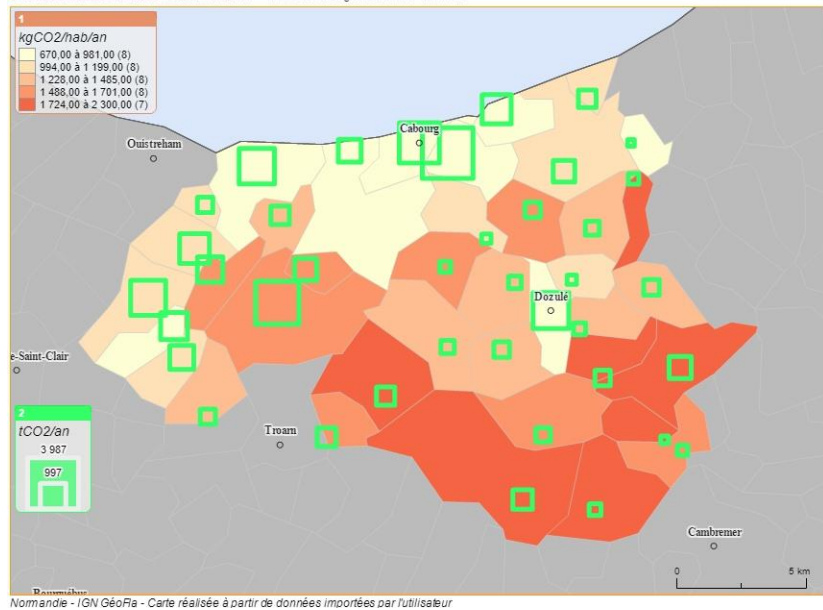 1
kgCO2/hab/an
670,00 à 981,00 (8)
994,00 à 1 199,00 (8)
1 228,00 à 1 485,00 (8)
1 488,00 à 1 701,00 (8)
1 724,00 à 2 300,00 (7)
Ouistreham
Cabourg
Dozulé
e-Saint-Clair
2
tCO2/an
3 987
997
Troarn
Cambremer
0 5 km
Normandie - IGN GéoFla - Carte réalisée à partir de données importées par l'utilisateur